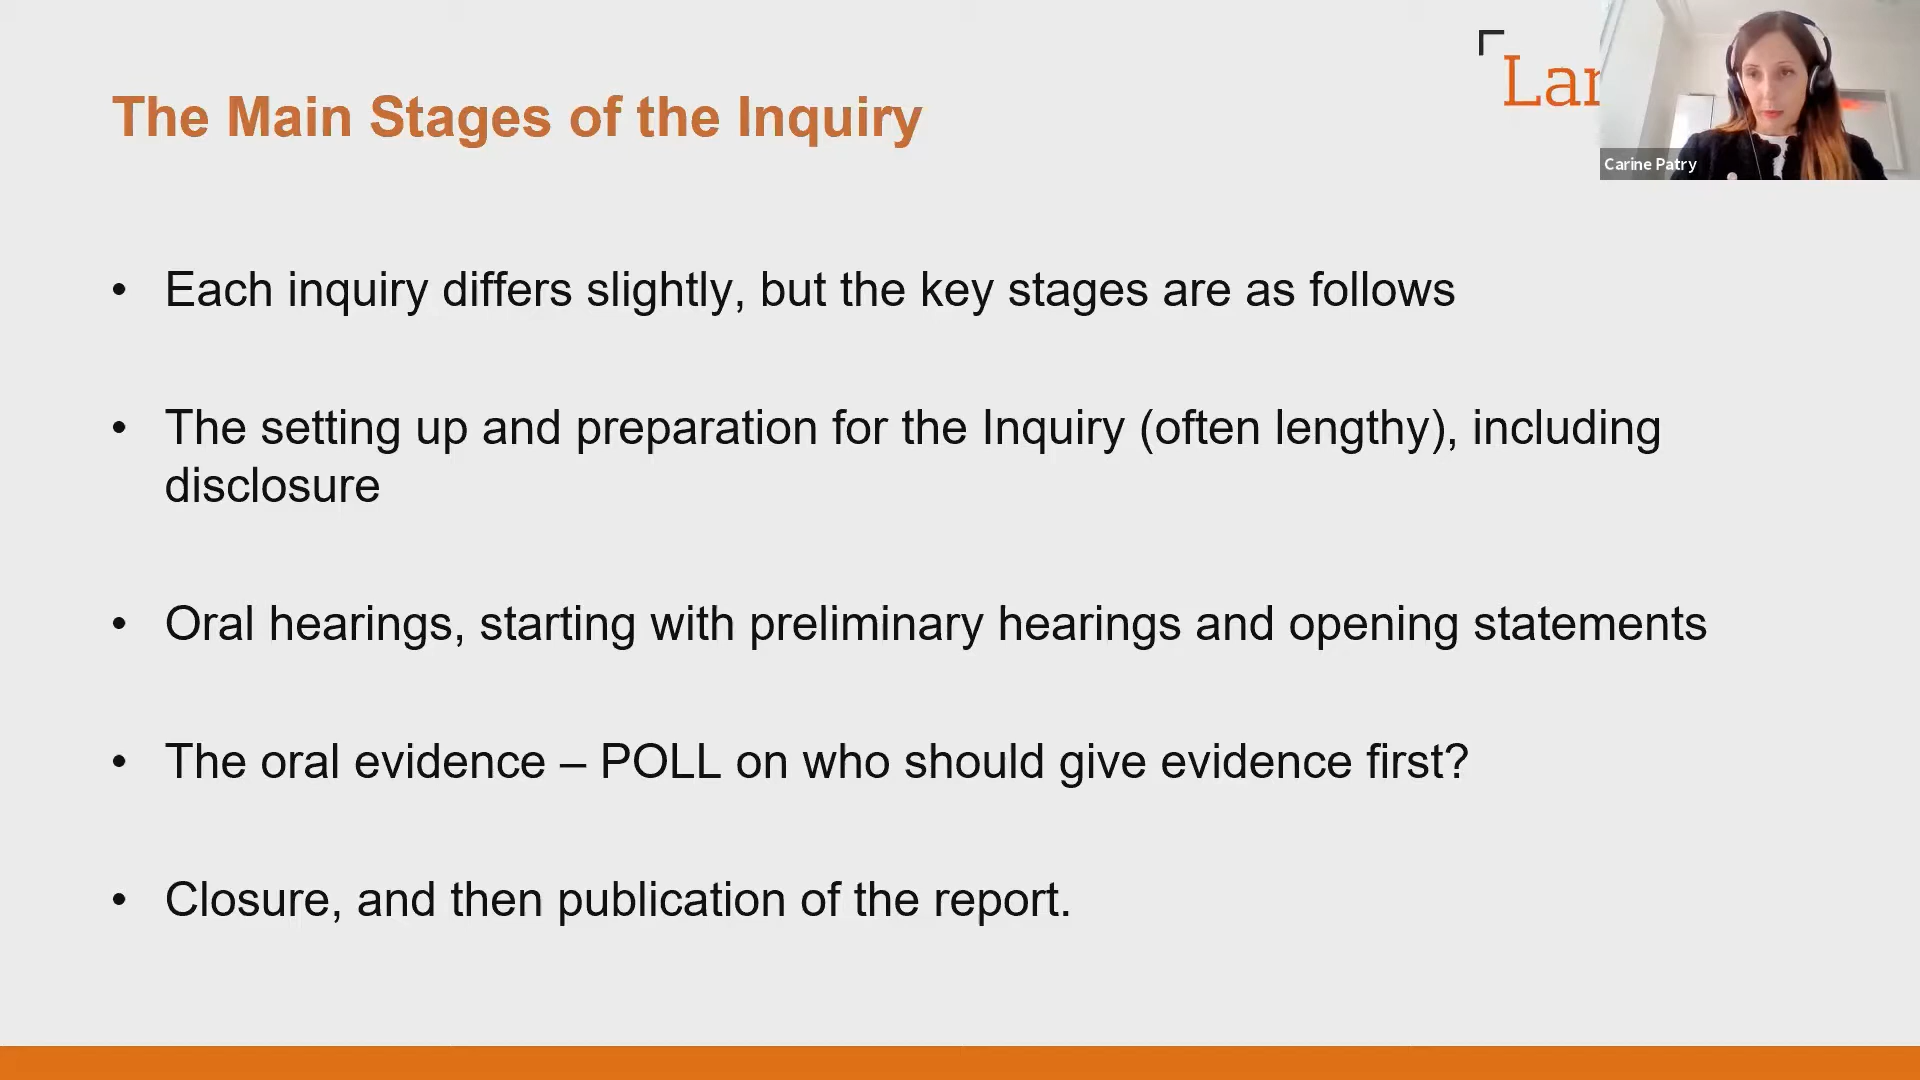 The Main Stages of the Inquiry
Lan
Carine Patry
• Each inquiry differs slightly, but the key stages are as follows
• The setting up and preparation for the Inquiry (often lengthy), including
disclosure
• Oral hearings, starting with preliminary hearings and opening statements
• The oral evidence – POLL on who should give evidence first?
• Closure, and then publication of the report.